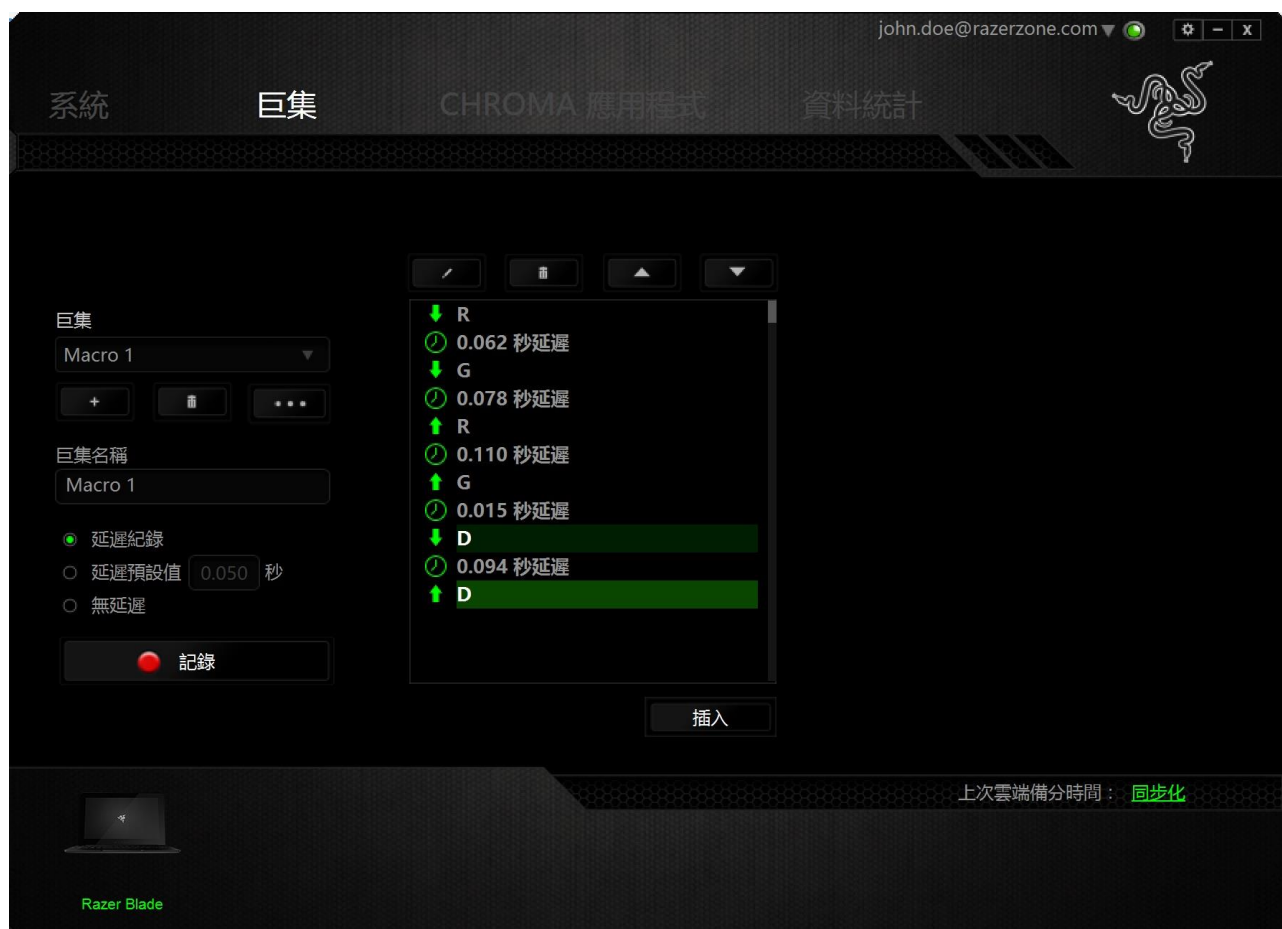 john.doe@razerzone.com
系統 巨集 CHROMA 應用程式 資料統計
巨集
Macro 1
巨集名稱
Macro 1
延遲紀錄
延遲預設值 0.050 秒
無延遲
記錄
R
0.062 秒延遲
G
0.078 秒延遲
R
0.110 秒延遲
G
0.015 秒延遲
D
0.094 秒延遲
D
插入
上次雲端備分時間： 同步化
Razer Blade